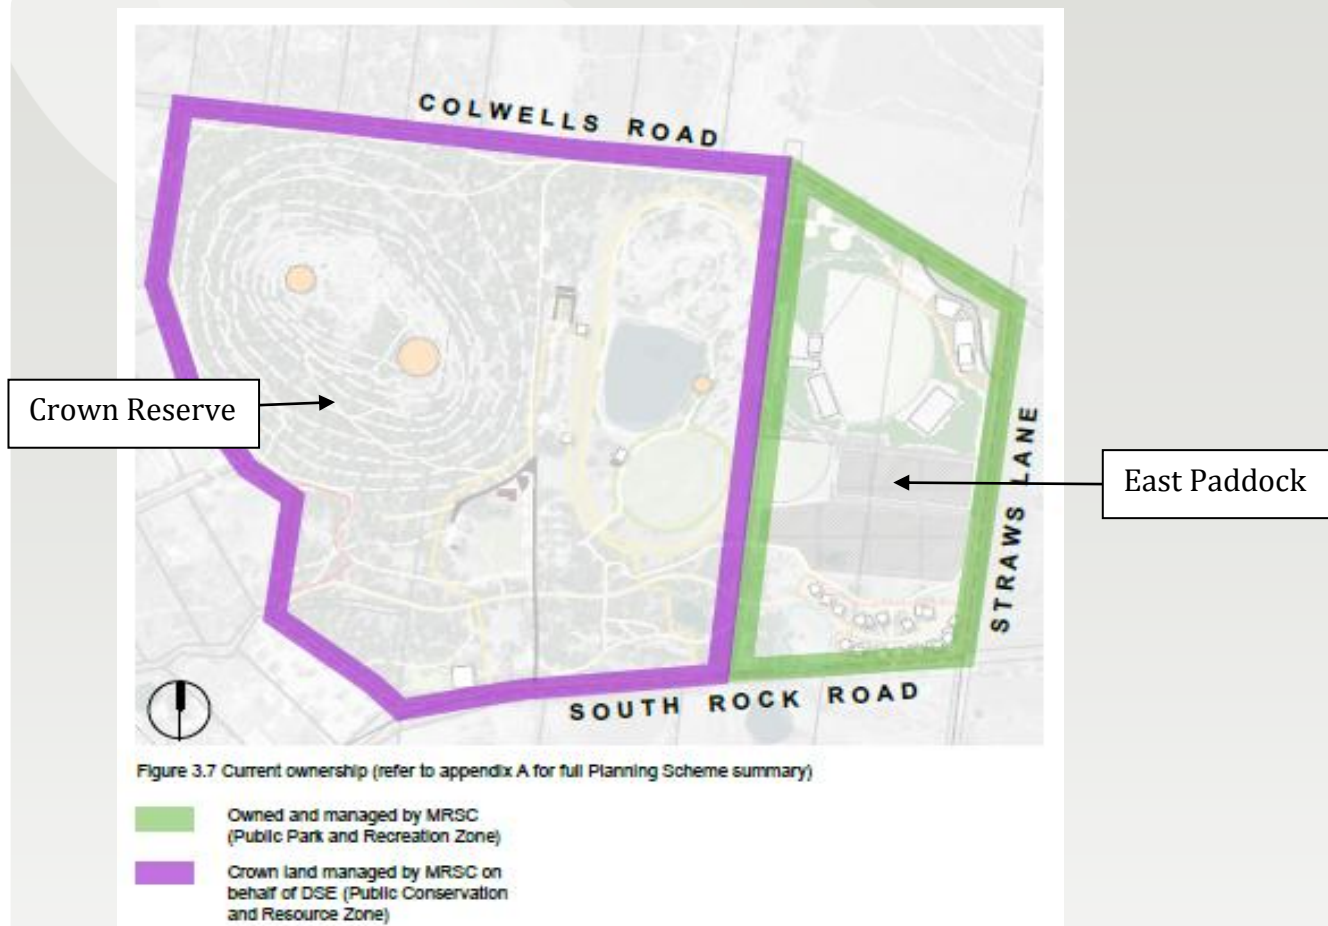 COLWELLS ROAD
Crown Reserve
STRAWS LANE
East Paddock
SOUTH ROCK ROAD
Figure 3.7 Current ownership (refer to appendix A for full Planning Scheme summary)
Owned and managed by MRSC
(Public Park and Recreation Zone)
Crown land managed by MRSC on
behalf of DSE (Public Conservation
and Resource Zone)